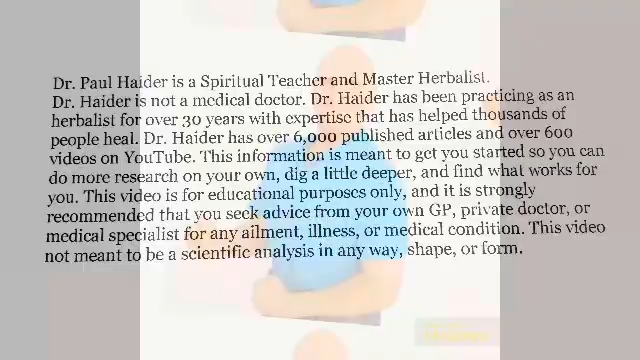 Dr. Paul Haider is a Spiritual Teacher and Master Herbalist.
Dr. Haider is not a medical doctor. Dr. Haider has been practicing as an
herbalist for over 30 years with expertise that has helped thousands of
people heal. Dr. Haider has over 6,000 published articles and over 600
videos on YouTube. This information is meant to get you started so you can
do more research on your own, dig a little deeper, and find what works for
you. This video is for educational purposes only, and it is strongly
recommended that you seek advice from your own GP, private doctor, or
medical specialist for any ailment, illness, or medical condition. This video
not meant to be a scientific analysis in any way, shape, or form.